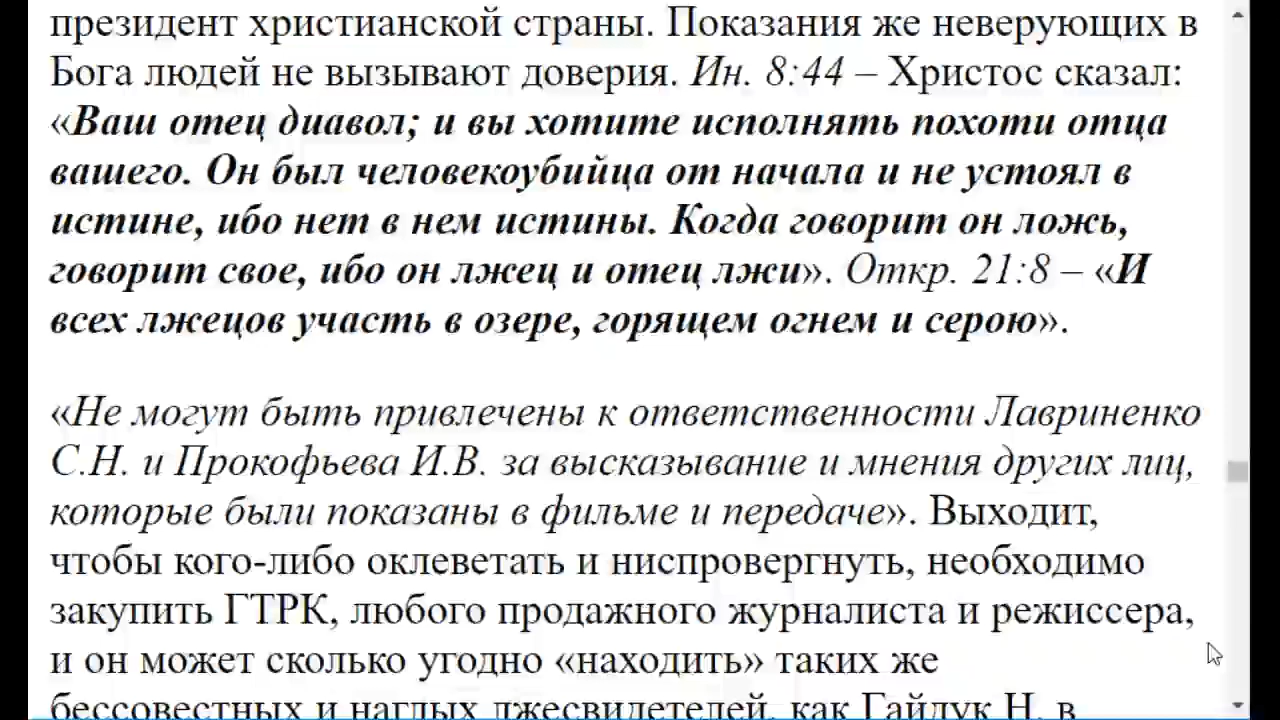 президент христианской страны. Показания же неверующих в
Бога людей не вызывают доверия. Ин. 8:44 – Христос сказал:
«Ваш отец диавол; и вы хотите исполнять похоти отца
вашего. Он был человекоубийца от начала и не устоял в
истине, ибо нет в нем истины. Когда говорит он ложь,
говорит свое, ибо он лжец и отец лжи». Откр. 21:8 – «И
всех лжецов участь в озере, горящем огнем и серою».
«Не могут быть привлечены к ответственности Лавриненко
С.Н. и Прокофьева И.В. за высказывание и мнения других лиц,
которые были показаны в фильме и передаче». Выходит,
чтобы кого-либо оклеветать и ниспровергнуть, необходимо
закупить ГТРК, любого продажного журналиста и режиссера,
и он может сколько угодно «находить» таких же
бессовестных и наглых лжесвидетелей, как Гайдук Н. в